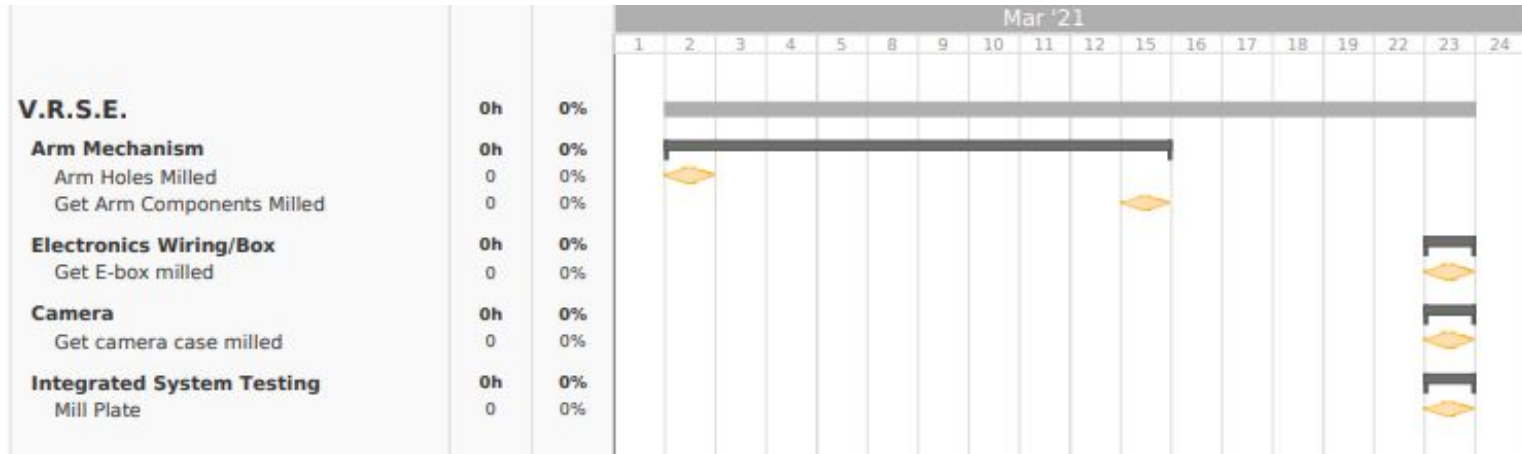 Mar '21
1 2 3 4 5 8 9 10 11 12 15 16 17 18 19 22 23 24
V.R.S.E. 0h 0%
Arm Mechanism 0h 0%
Arm Holes Milled 0 0%
Get Arm Components Milled 0 0%
Electronics Wiring/Box 0h 0%
Get E-box milled 0 0%
Camera 0h 0%
Get camera case milled 0 0%
Integrated System Testing 0h 0%
Mill Plate 0 0%